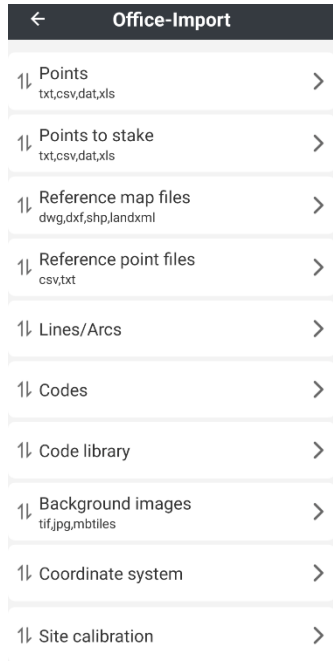 Office-Import
Points
txt,csv,dat,xls
Points to stake
txt,csv,dat,xls
Reference map files
dwg,dxf,shp,landxml
Reference point files
csv,txt
Lines/Arcs
Codes
Code library
Background images
tif,jpg,mbtiles
Coordinate system
Site calibration